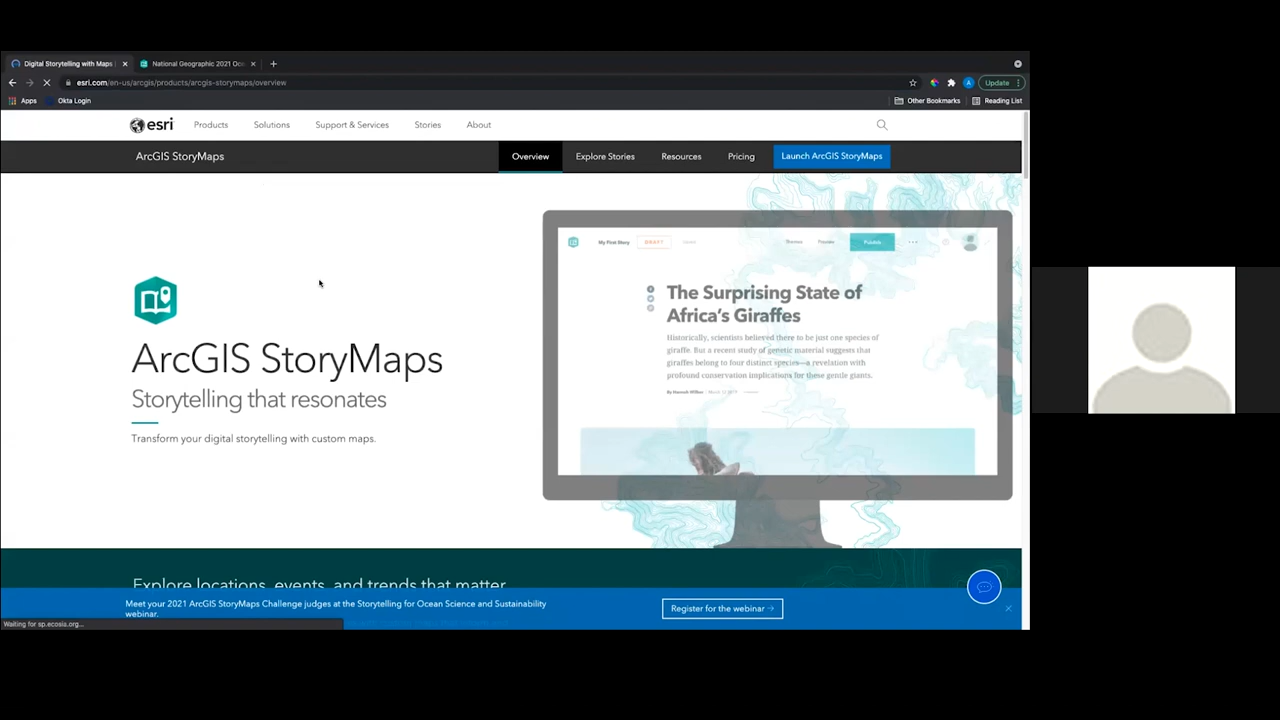 Digital Storytelling with Maps
National Geographic 2021 Oce
esri.com/en-us/arcgis/products/arcgis-storymaps/overview
Update
Apps
Okta Login
Other Bookmarks
Reading List
esri
Products
Solutions
Support & Services
Stories
About
ArcGIS StoryMaps
Overview
Explore Stories
Resources
Pricing
Launch ArcGIS StoryMaps
My First Story
DRAFT
Themes
Preview
Publish
The Surprising State of
Africa's Giraffes
Historically, scientists believed there to be just one species of
giraffe. But a recent study of genetic material suggests that
giraffes belong to four distinct species—a revelation with
profound conservation implications for these gentle giants.
ArcGIS StoryMaps
Storytelling that resonates
Transform your digital storytelling with custom maps.
Explore locations, events, and trends that matter
Meet your 2021 ArcGIS StoryMaps Challenge judges at the Storytelling for Ocean Science and Sustainability
webinar.
Register for the webinar
Waiting for sp.ecosia.org...